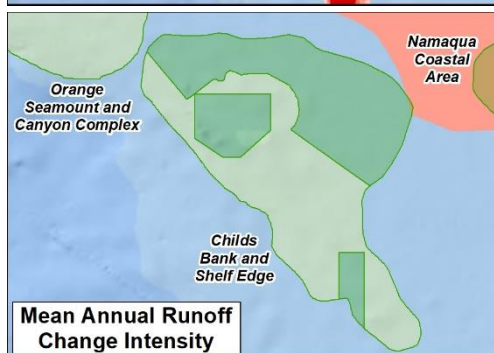 Namaqua
Coastal
Area
Orange
Seamount and
Canyon Complex
Childs
Bank and
Shelf Edge
Mean Annual Runoff
Change Intensity